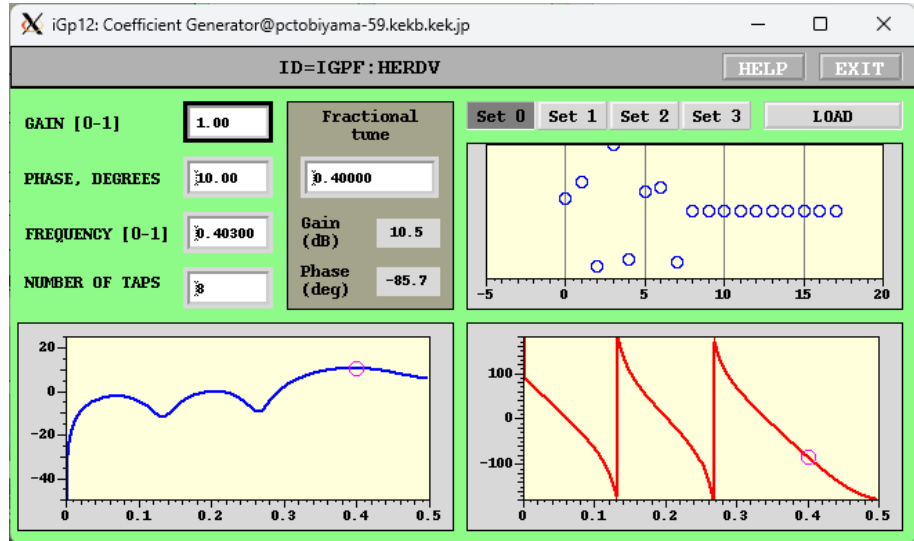 iGp12: Coefficient Generator@pctobiyama-59.kekb.kek.jp
ID=IGPF:HERDV
HELP
EXIT
GAIN [0-1]
1.00
PHASE, DEGREES
10.00
FREQUENCY [0-1]
0.40300
NUMBER OF TAPS
8
Fractional
tune
0.40000
Gain
(dB)
10.5
Phase
(deg)
-85.7
Set 0
Set 1
Set 2
Set 3
LOAD
-5 0 5 10 15 20
20
0
-20
-40
0 0.1 0.2 0.3 0.4 0.5
100
0
-100
0 0.1 0.2 0.3 0.4 0.5